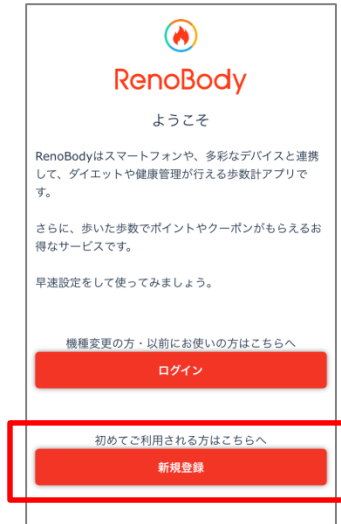 RenoBody
ようこそ
RenoBodyはスマートフォンや、多彩なデバイスと連携
して、ダイエットや健康管理が行える歩数計アプリで
す。
さらに、歩いた歩数でポイントやクーポンがもらえるお
得なサービスです。
早速設定をして使ってみましょう。
機種変更の方・以前にお使いの方はこちらへ
ログイン
初めてご利用される方はこちらへ
新規登録